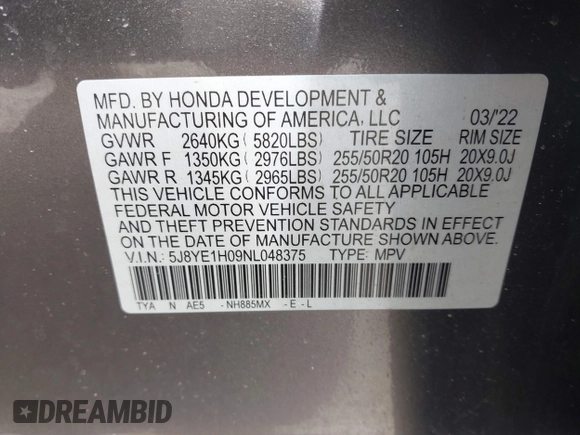 MFD. BY HONDA DEVELOPMENT &
MANUFACTURING OF AMERICA, LLC 03/'22
GVWR 2640KG( 5820LBS) TIRE SIZE RIM SIZE
GAWR F 1350KG( 2976LBS) 255/50R20 105H 20X9.0J
GAWR R 1345KG( 2965LBS) 255/50R20 105H 20X9.0J
THIS VEHICLE CONFORMS TO ALL APPLICABLE
FEDERAL MOTOR VEHICLE SAFETY
AND THEFT PREVENTION STANDARDS IN EFFECT
ON THE DATE OF MANUFACTURE SHOWN ABOVE.
V.I.N.: 5J8YE1H09NL048375 TYPE: MPV
TYA N AE5 - NH885MX - E - L
DREAMBID